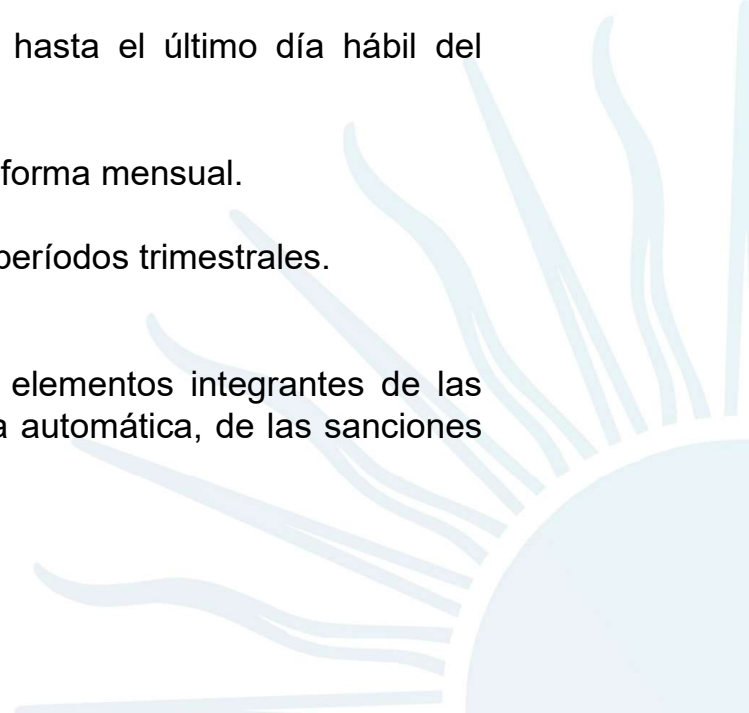 hasta el último día hábil del
forma mensual.
períodos trimestrales.
elementos integrantes de las
a automática, de las sanciones